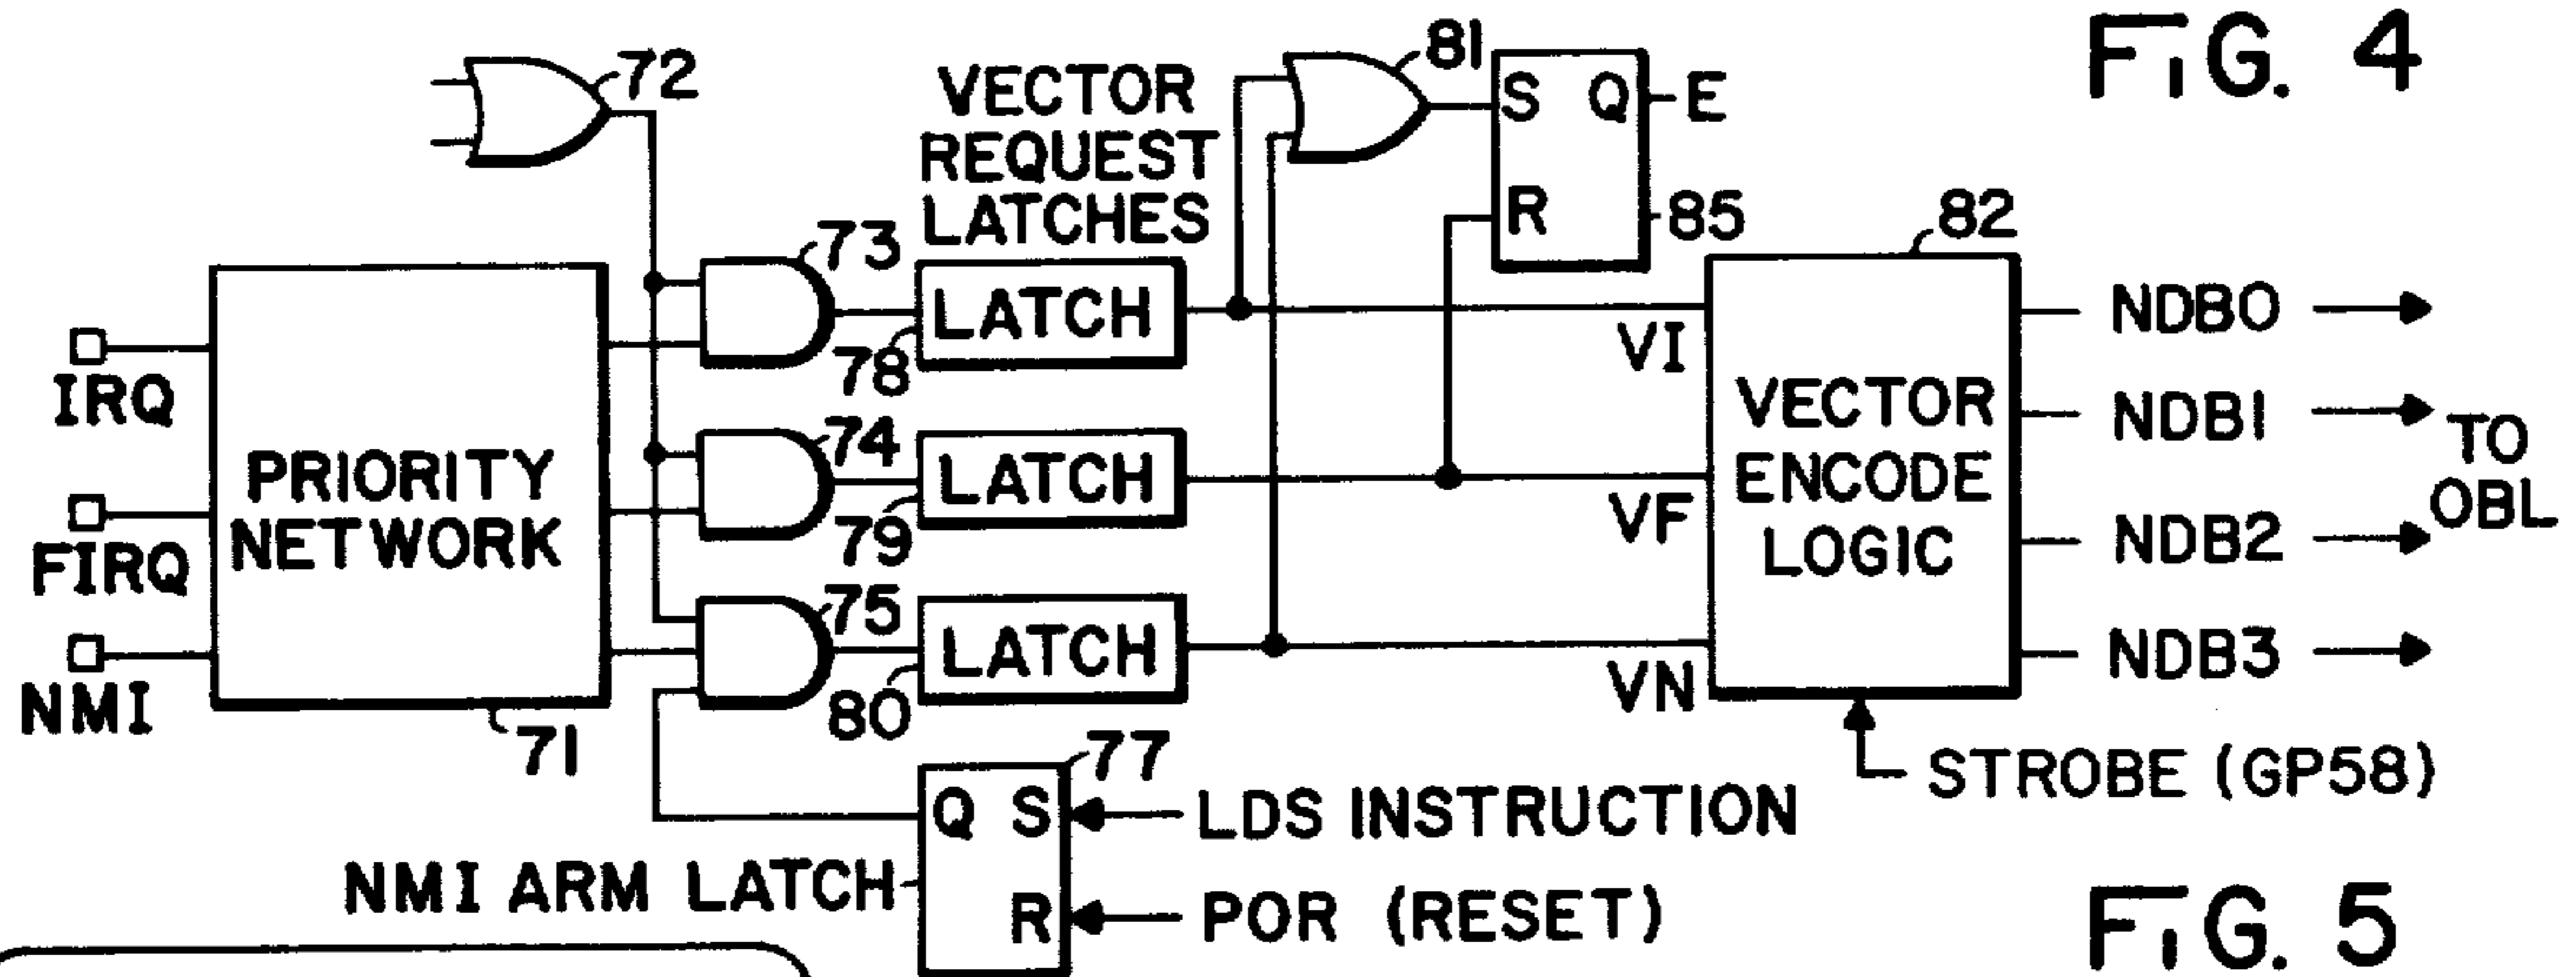 FIG. 4
72
VECTOR
REQUEST
LATCHES
81
S Q E
R
85
82
73
LATCH
78
IRQ
FIRQ
NMI
PRIORITY
NETWORK
71
74
LATCH
79
75
LATCH
80
VI
VF
VN
VECTOR
ENCODE
LOGIC
NDB0
NDB1
NDB2
NDB3
TO
OBL
STROBE (GP58)
77
Q S LDS INSTRUCTION
NMI ARM LATCH
R POR (RESET)
FIG. 5